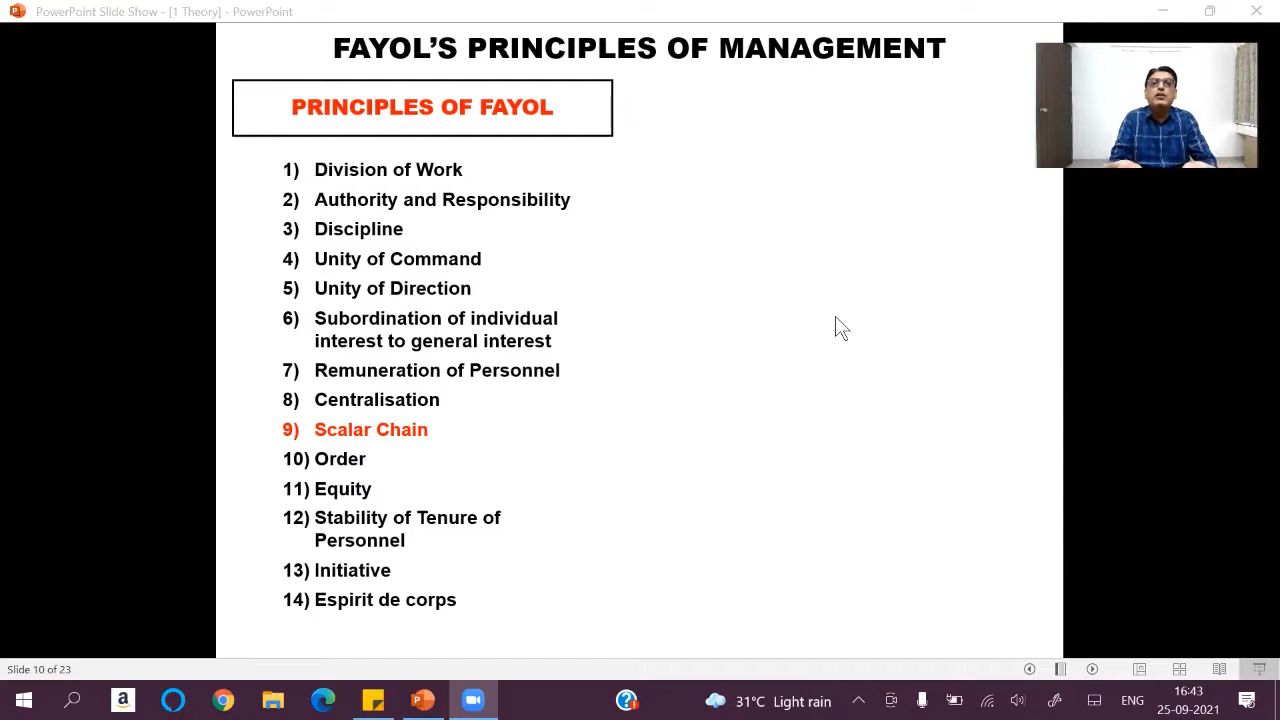 PowerPoint Slide Show - [1 Theory] - PowerPoint
FAYOL'S PRINCIPLES OF MANAGEMENT
PRINCIPLES OF FAYOL
1) Division of Work
2) Authority and Responsibility
3) Discipline
4) Unity of Command
5) Unity of Direction
6) Subordination of individual
interest to general interest
7) Remuneration of Personnel
8) Centralisation
9) Scalar Chain
10) Order
11) Equity
12) Stability of Tenure of
Personnel
13) Initiative
14) Espirit de corps
Slide 10 of 23
31°C Light rain
ENG
16:43
25-09-2021